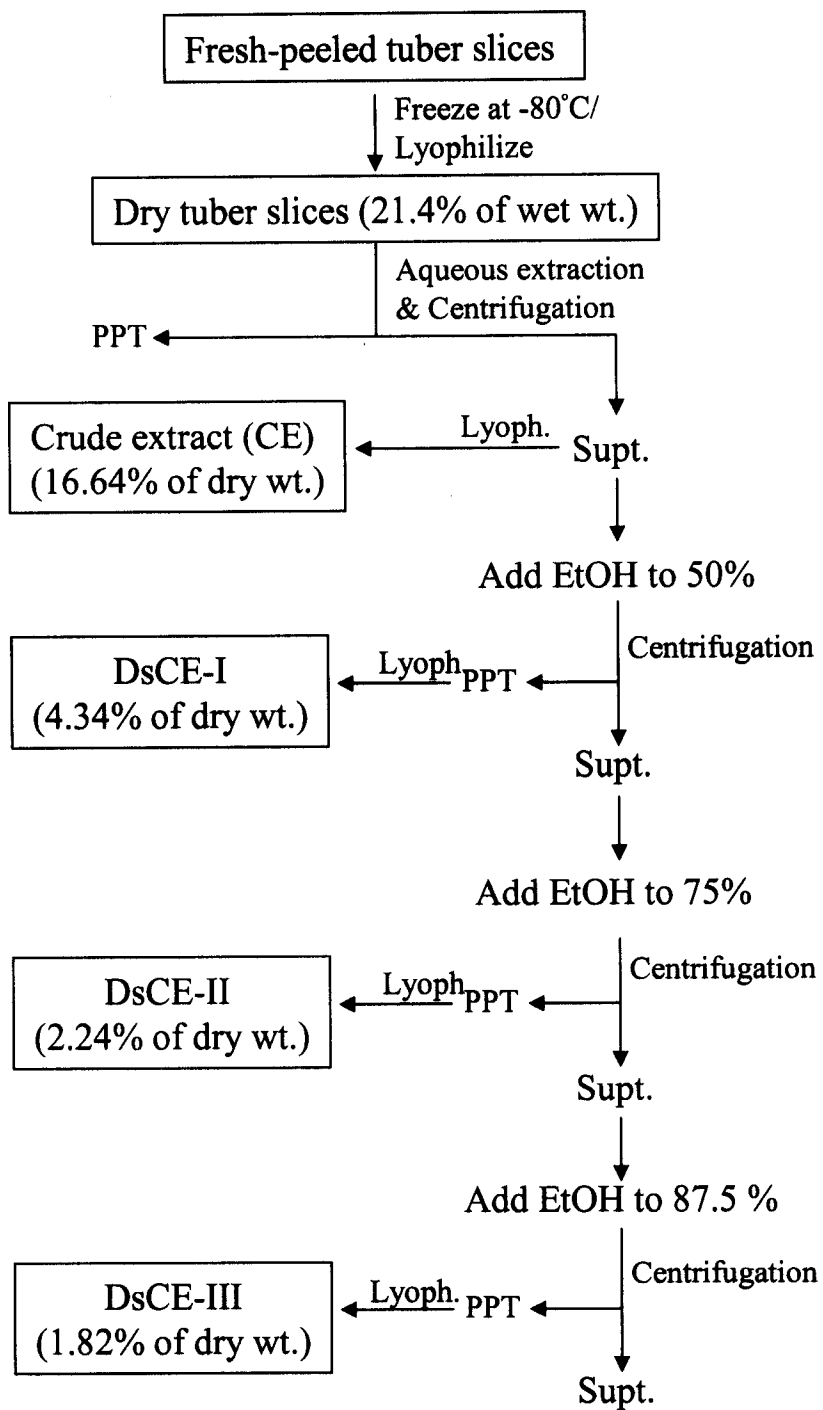 Fresh-peeled tuber slices
Freeze at -80°C/
Lyophilize
Dry tuber slices (21.4% of wet wt.)
Aqueous extraction
& Centrifugation
PPT
Crude extract (CE)
(16.64% of dry wt.)
Lyoph.
Supt.
Add EtOH to 50%
Centrifugation
DsCE-I
(4.34% of dry wt.)
Lyoph.
PPT
Supt.
Add EtOH to 75%
Centrifugation
DsCE-II
(2.24% of dry wt.)
Lyoph.
PPT
Supt.
Add EtOH to 87.5 %
Centrifugation
DsCE-III
(1.82% of dry wt.)
Lyoph.
PPT
Supt.